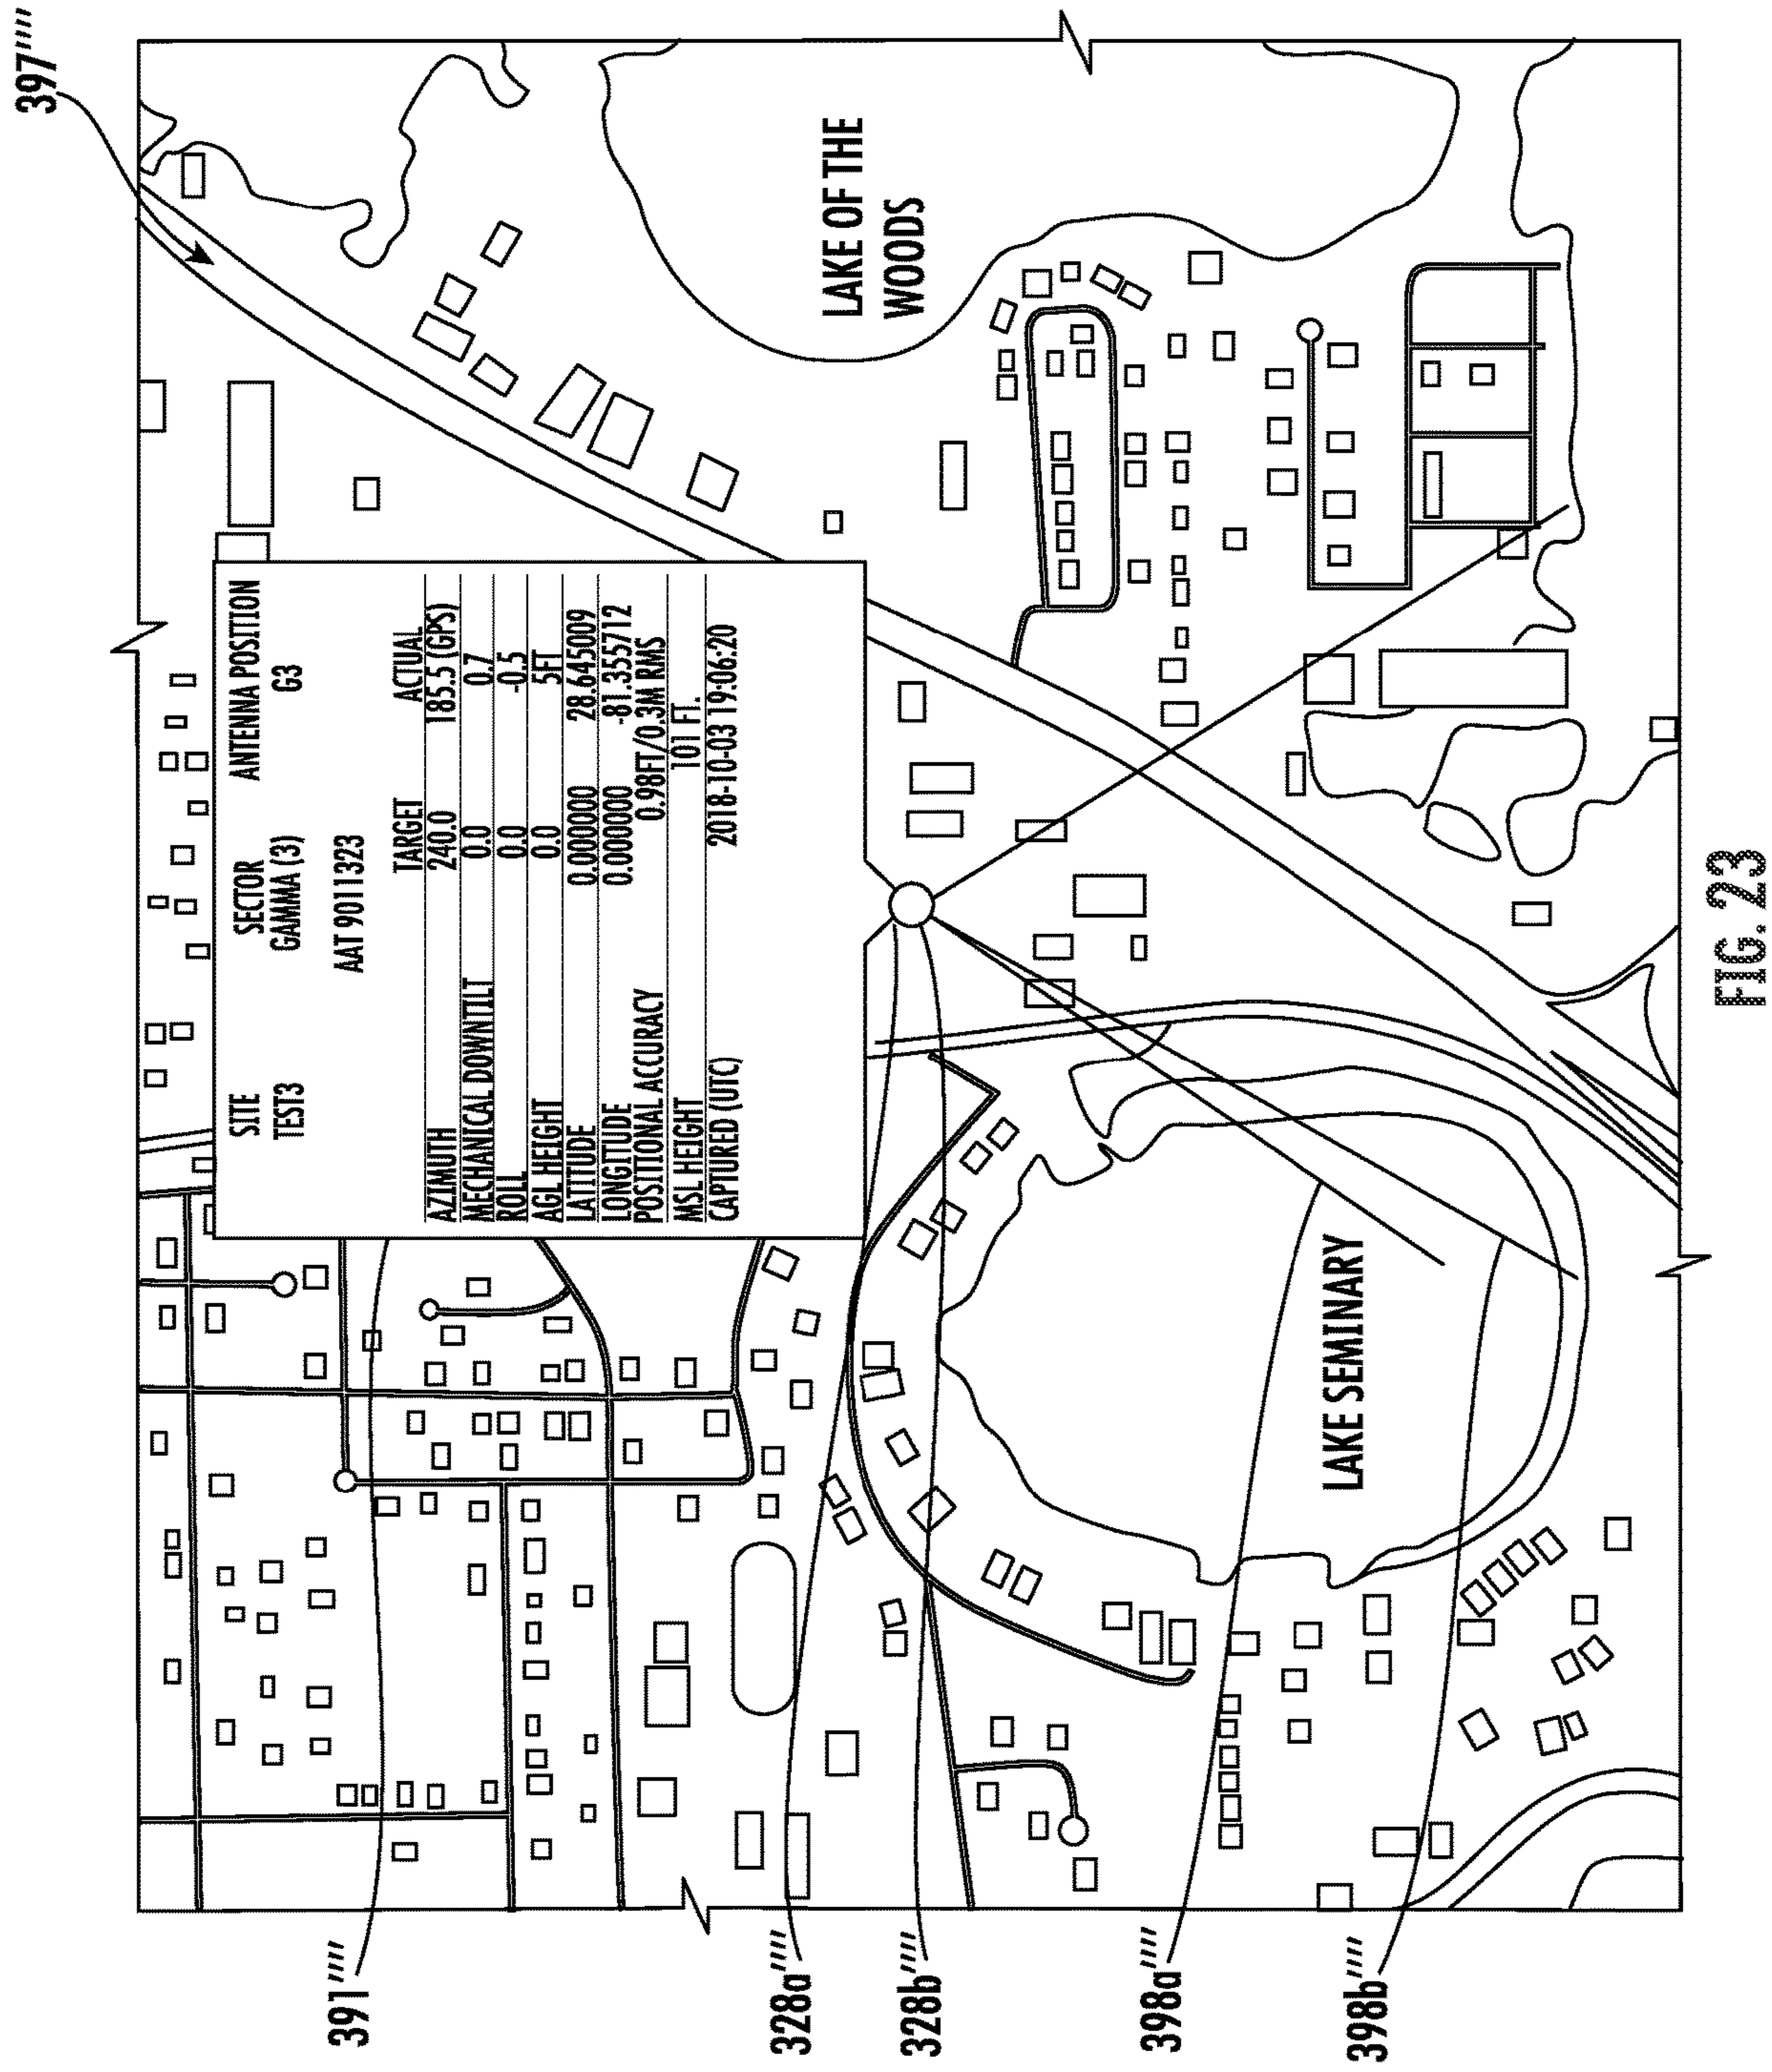 397''''
SITE SECTOR ANTENNA POSITION
TEST3 GAMMA (3) G3
AAT 9011323
TARGET ACTUAL
AZIMUTH 240.0 185.5 (GPS)
MECHANICAL DOWNTILT 0.0 0.7
ROLL 0.0 -0.5
AGL HEIGHT 0.0 5FT
LATITUDE 0.000000 28.645009
LONGITUDE 0.000000 -81.355712
POSITIONAL ACCURACY 0.98FT/0.3M RMS
MSL HEIGHT 101 FT.
CAPTURED (UTC) 2018-10-03 19:06:20
LAKE OF THE
WOODS
LAKE SEMINARY
391''''
328a''''
328b''''
398a''''
398b''''
FIG. 23